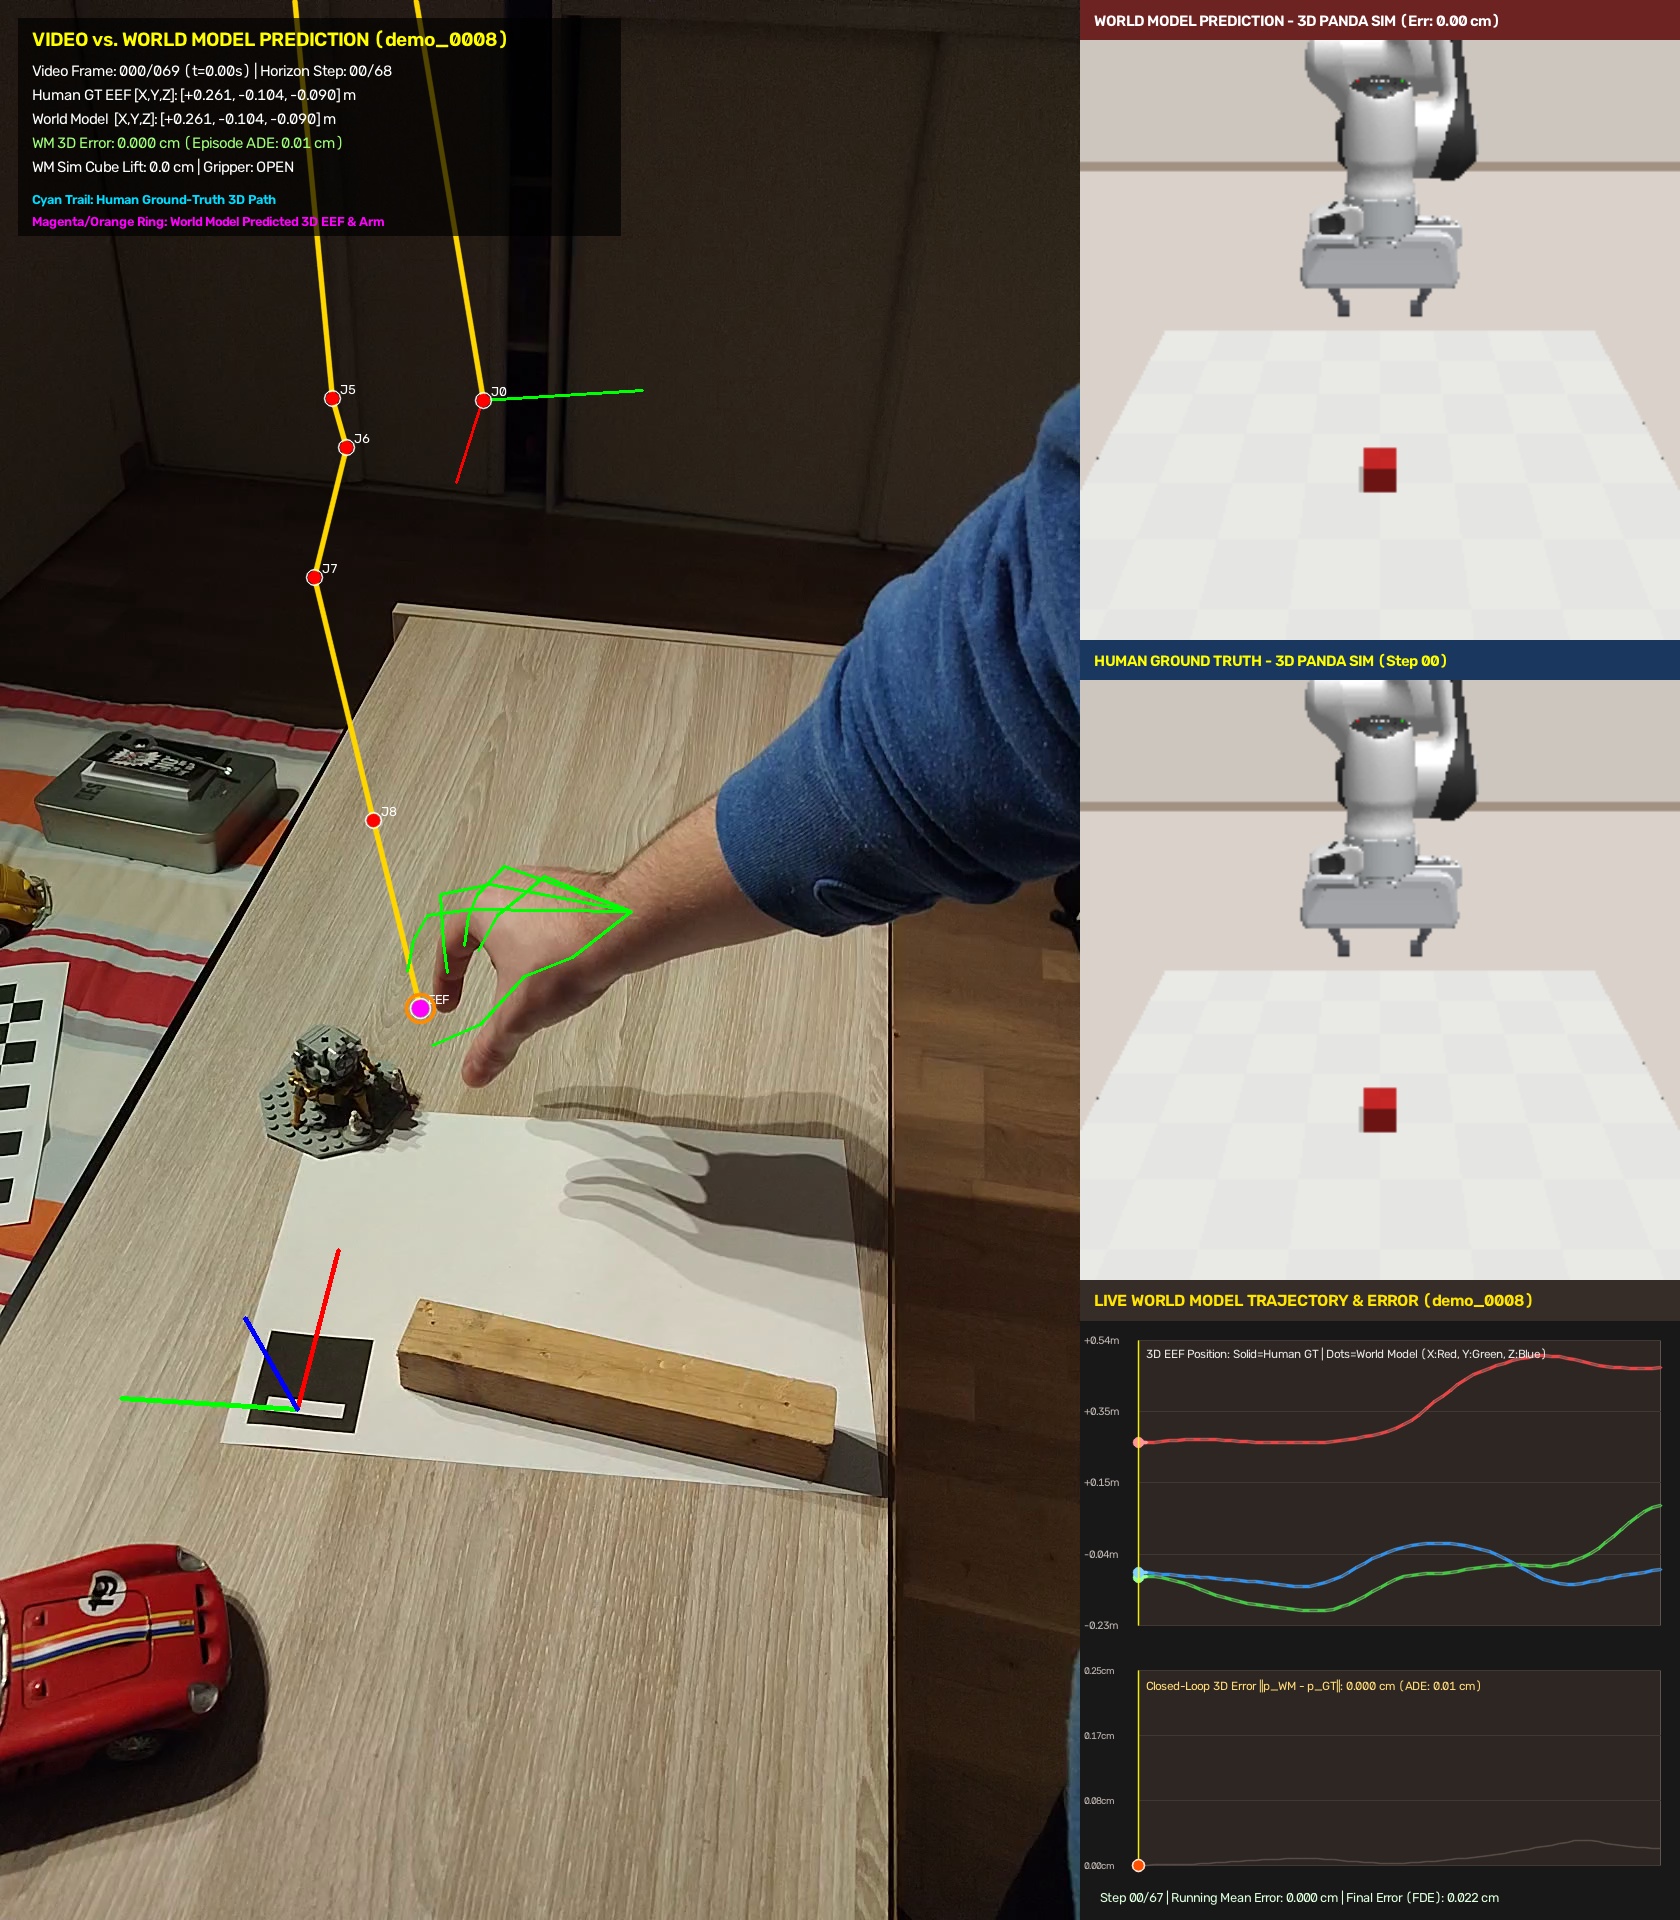 VIDEO vs. WORLD MODEL PREDICTION (demo_0008)
Video Frame: 000/069 (t=0.00s) | Horizon Step: 00/68
Human GT EEF [X,Y,Z]: [+0.261, -0.104, -0.090] m
World Model [X,Y,Z]: [+0.261, -0.104, -0.090] m
WM 3D Error: 0.000 cm (Episode ADE: 0.01 cm)
WM Sim Cube Lift: 0.0 cm | Gripper: OPEN
Cyan Trail: Human Ground-Truth 3D Path
Magenta/Orange Ring: World Model Predicted 3D EEF & Arm
J5
J0
J6
J7
J8
EEF
WORLD MODEL PREDICTION - 3D PANDA SIM (Err: 0.00 cm)
HUMAN GROUND TRUTH - 3D PANDA SIM (Step 00)
LIVE WORLD MODEL TRAJECTORY & ERROR (demo_0008)
+0.54m
3D EEF Position: Solid=Human GT | Dots=World Model (X:Red, Y:Green, Z:Blue)
+0.35m
+0.15m
-0.04m
-0.23m
0.25cm
Closed-Loop 3D Error ||p_WM - p_GT||: 0.000 cm (ADE: 0.01 cm)
0.17cm
0.08cm
0.00cm
Step 00/67 | Running Mean Error: 0.000 cm | Final Error (FDE): 0.022 cm